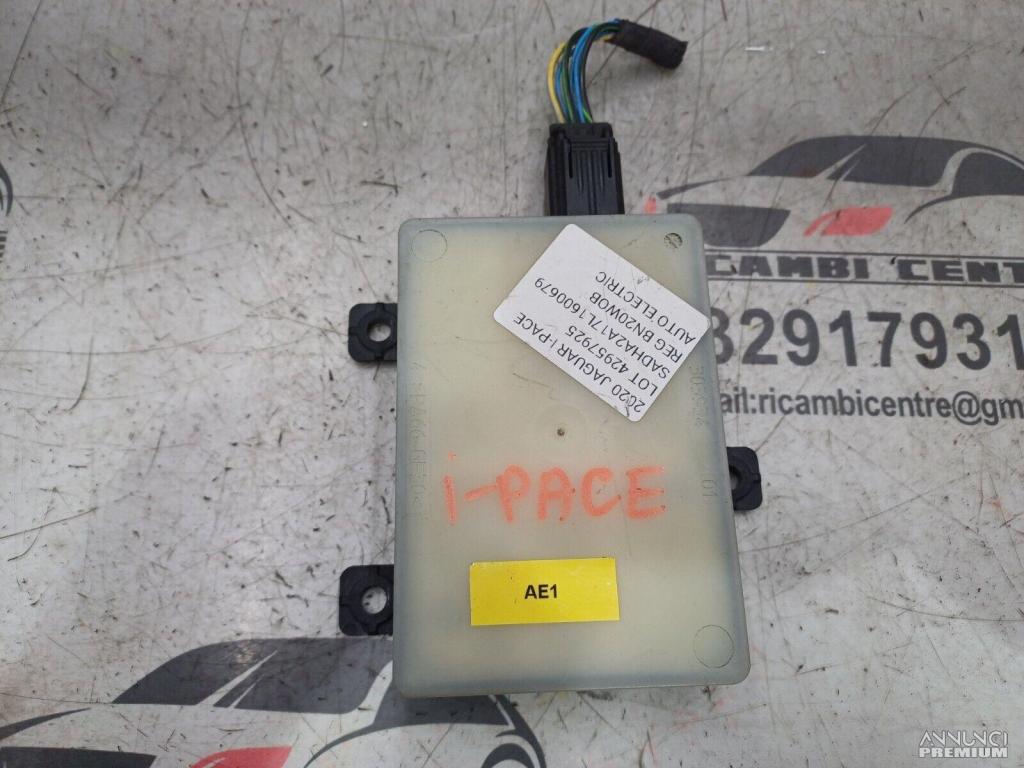 2020 JAGUAR I-PACE
LOT 42957925
SADHA2A17L1600679
REG BN20WOB
AUTO ELECTRIC
i-PACE
AE1
CAMBI CENT
32917931
ail:ricambicentre@gm
ANNUNCI
PREMIUM